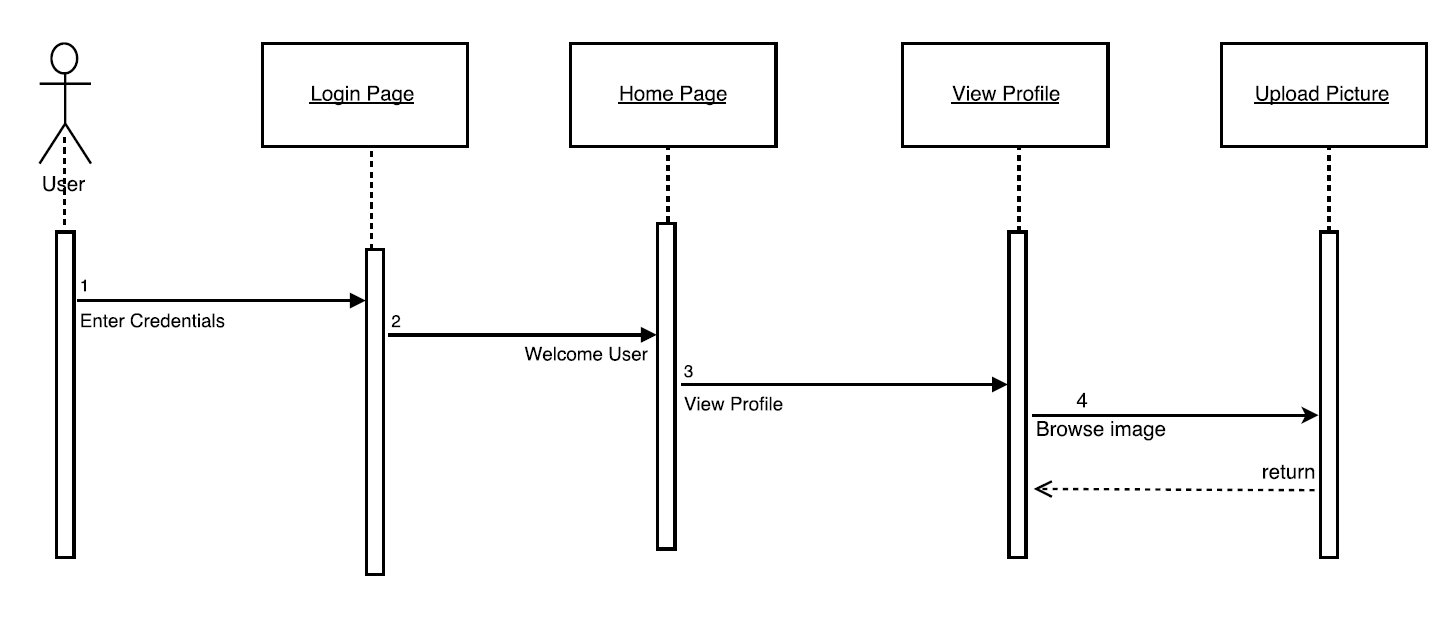 Login Page
Home Page
View Profile
Upload Picture
User
1
Enter Credentials
2
Welcome User
3
View Profile
4
Browse image
return